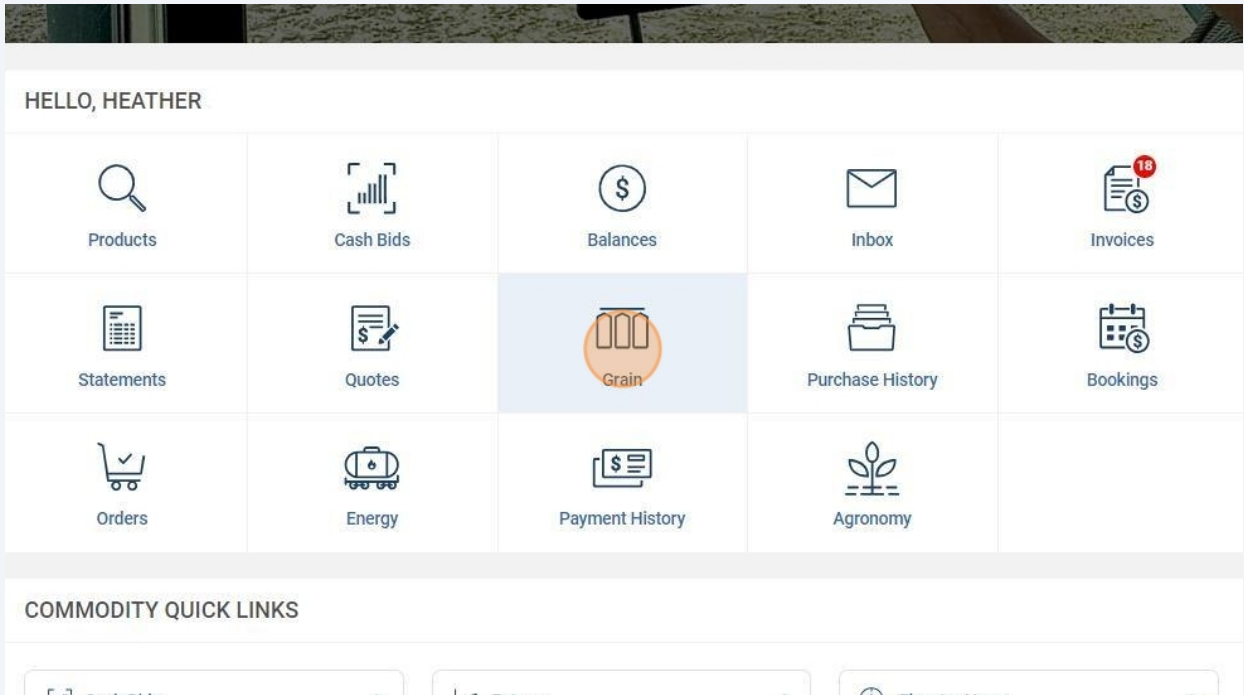 HELLO, HEATHER
18
Products Cash Bids Balances Inbox Invoices
Statements Quotes Grain Purchase History Bookings
Orders Energy Payment History Agronomy
COMMODITY QUICK LINKS